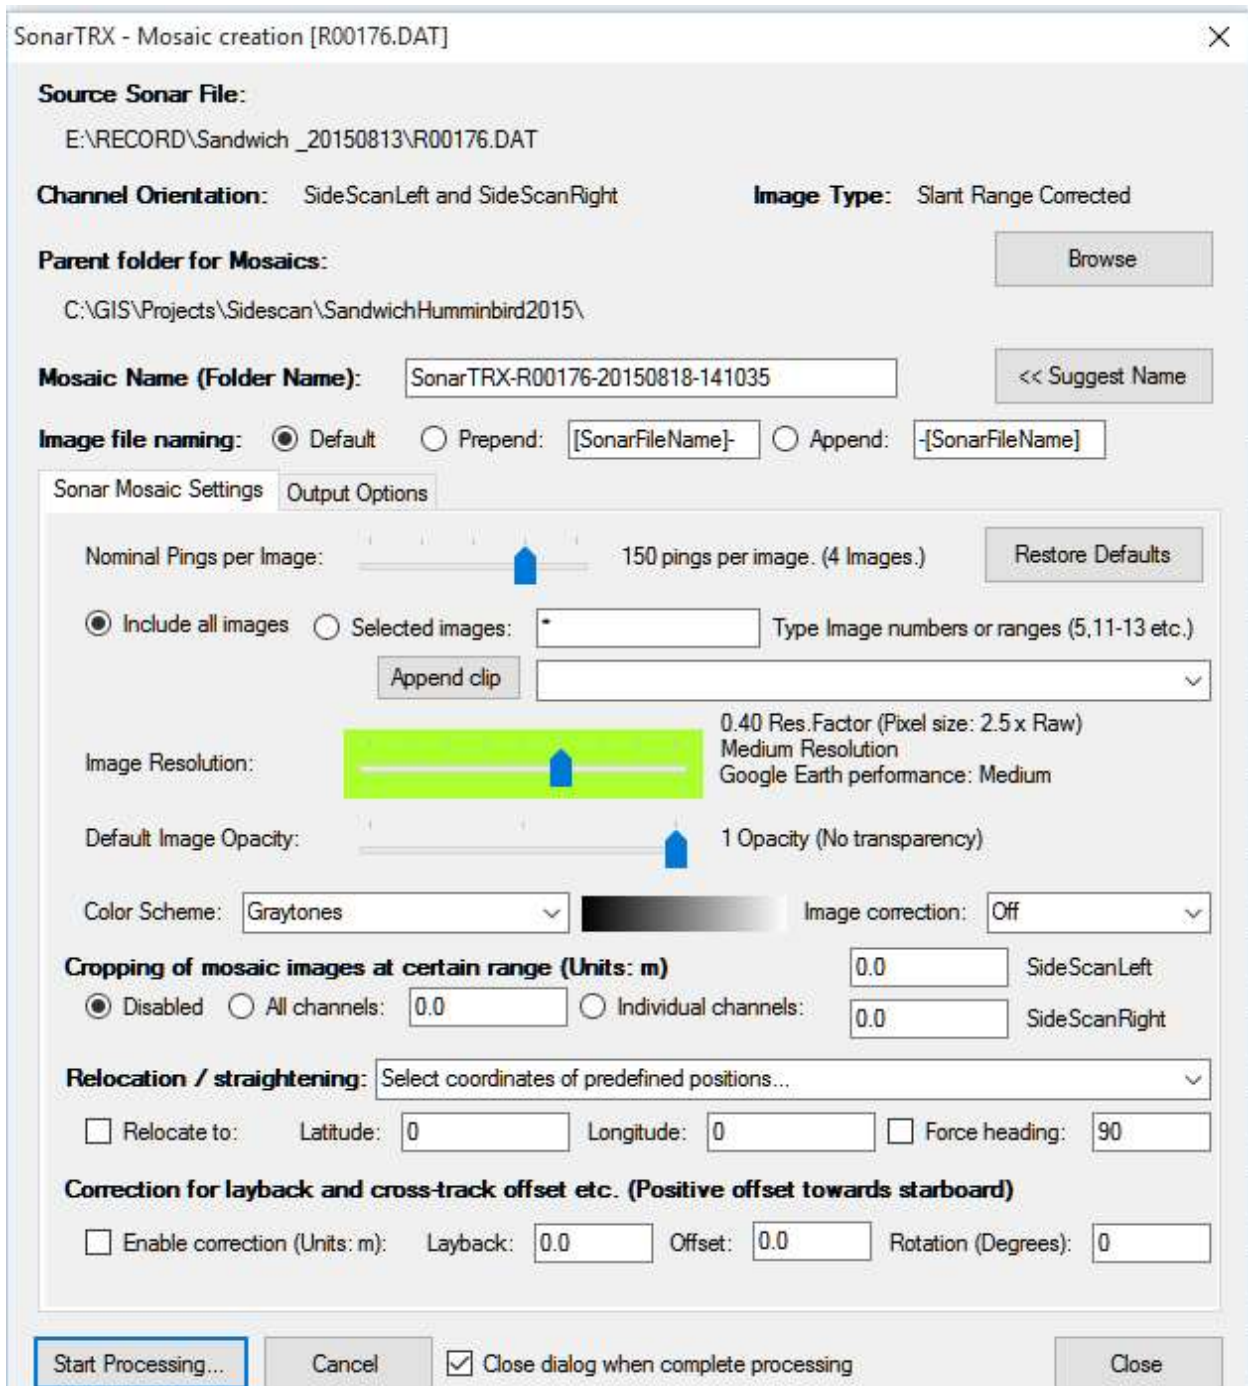 SonarTRX - Mosaic creation [R00176.DAT]
Source Sonar File:
E:\RECORD\Sandwich _20150813\R00176.DAT
Channel Orientation: SideScanLeft and SideScanRight Image Type: Slant Range Corrected
Parent folder for Mosaics: Browse
C:\GIS\Projects\Sidescan\SandwichHumminbird2015\
Mosaic Name (Folder Name): SonarTRX-R00176-20150818-141035 << Suggest Name
Image file naming: Default Prepend: [SonarFileName]- Append: -[SonarFileName]
Sonar Mosaic Settings Output Options
Nominal Pings per Image: 150 pings per image. (4 Images.) Restore Defaults
Include all images Selected images: * Type Image numbers or ranges (5,11-13 etc.)
Append clip
0.40 Res.Factor (Pixel size: 2.5 x Raw)
Image Resolution: Medium Resolution
Google Earth performance: Medium
Default Image Opacity: 1 Opacity (No transparency)
Color Scheme: Graytones Image correction: Off
Cropping of mosaic images at certain range (Units: m) 0.0 SideScanLeft
Disabled All channels: 0.0 Individual channels: 0.0 SideScanRight
Relocation / straightening: Select coordinates of predefined positions...
Relocate to: Latitude: 0 Longitude: 0 Force heading: 90
Correction for layback and cross-track offset etc. (Positive offset towards starboard)
Enable correction (Units: m): Layback: 0.0 Offset: 0.0 Rotation (Degrees): 0
Start Processing... Cancel Close dialog when complete processing Close